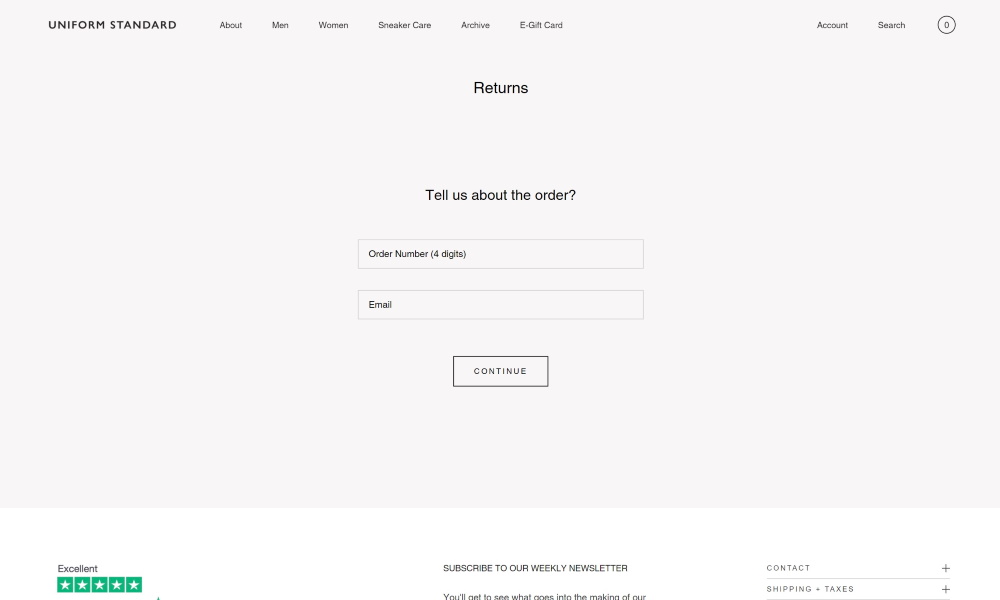 UNIFORM STANDARD
About
Men
Women
Sneaker Care
Archive
E-Gift Card
Account
Search
0
Returns
Tell us about the order?
Order Number (4 digits)
Email
CONTINUE
Excellent
SUBSCRIBE TO OUR WEEKLY NEWSLETTER
You'll get to see what goes into the making of our
CONTACT
SHIPPING + TAXES